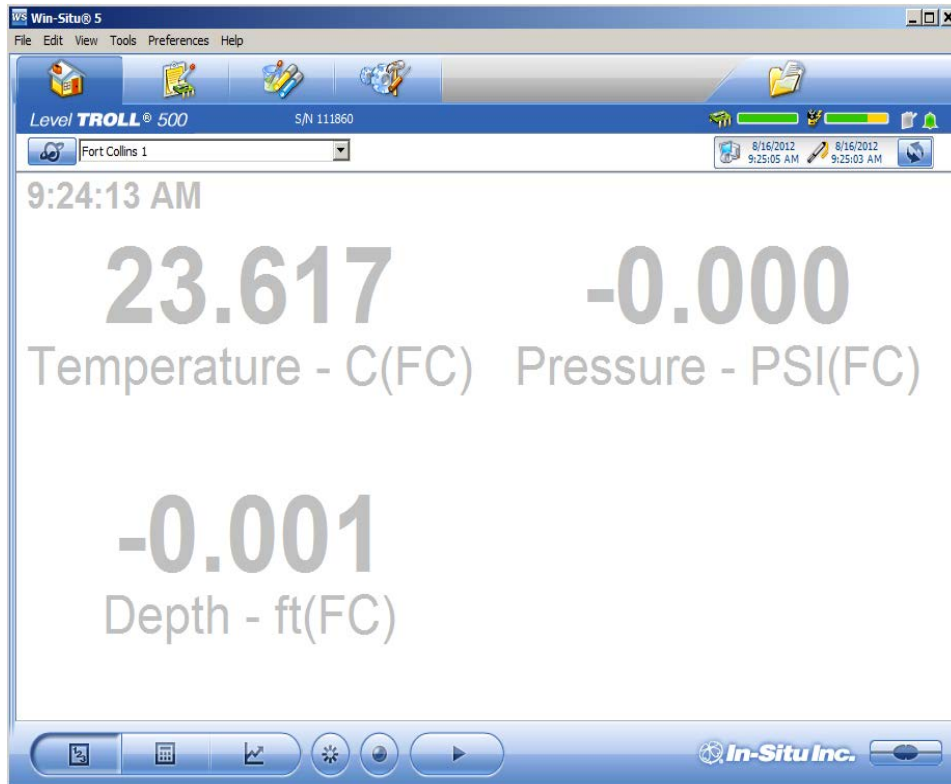 WS Win-Situ® 5
File Edit View Tools Preferences Help
Level TROLL® 500 S/N 111860
Fort Collins 1
8/16/2012 8/16/2012
9:25:05 AM 9:25:03 AM
9:24:13 AM
23.617 -0.000
Temperature - C(FC) Pressure - PSI(FC)
-0.001
Depth - ft(FC)
In-Situ Inc.